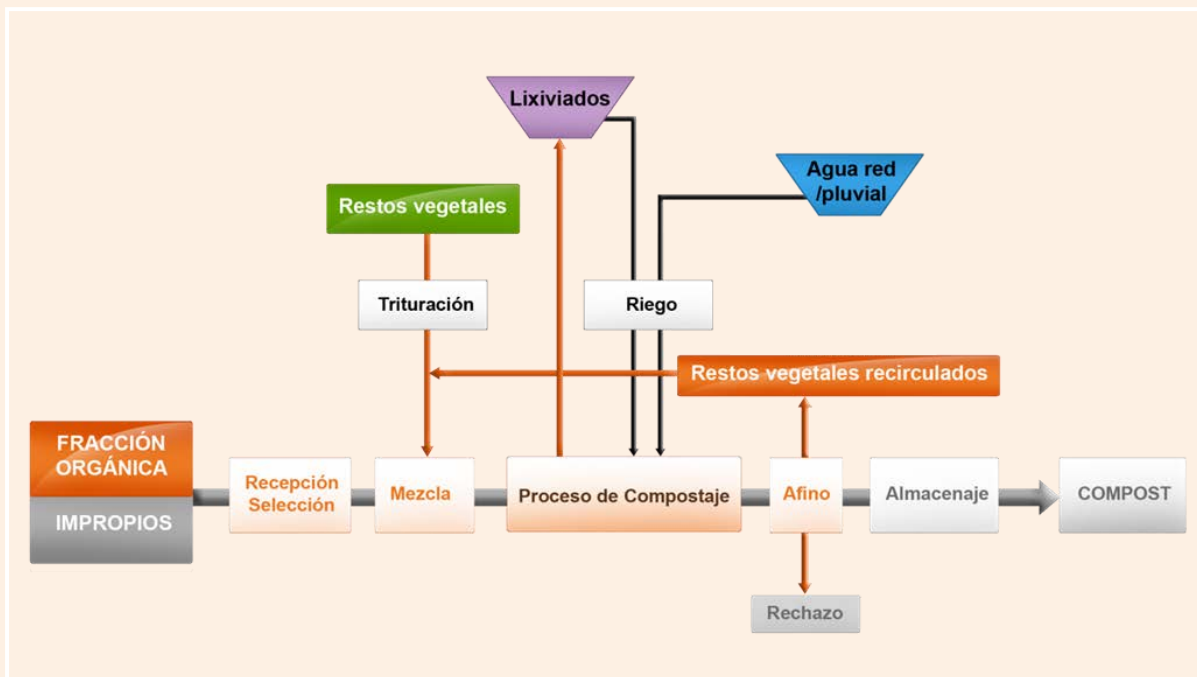 Lixiviados
Agua red
/pluvial
Restos vegetales
Trituración
Riego
Restos vegetales recirculados
FRACCIÓN
ORGÁNICA
IMPROPIOS
Recepción
Selección
Mezcla
Proceso de Compostaje
Afino
Almacenaje
COMPOST
Rechazo